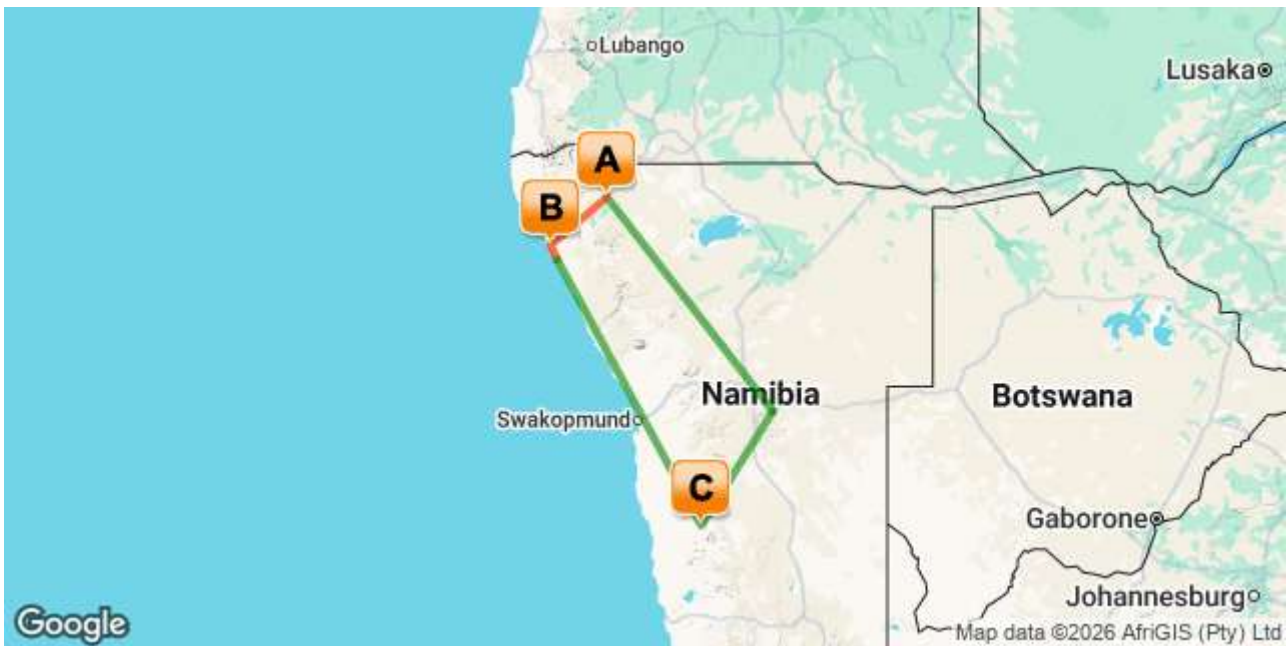 Lubango
Lusaka
A
B
Namibia
Botswana
Swakopmund
C
Gaborone
Johannesburg
Google
Map data ©2026 AfriGIS (Pty) Ltd